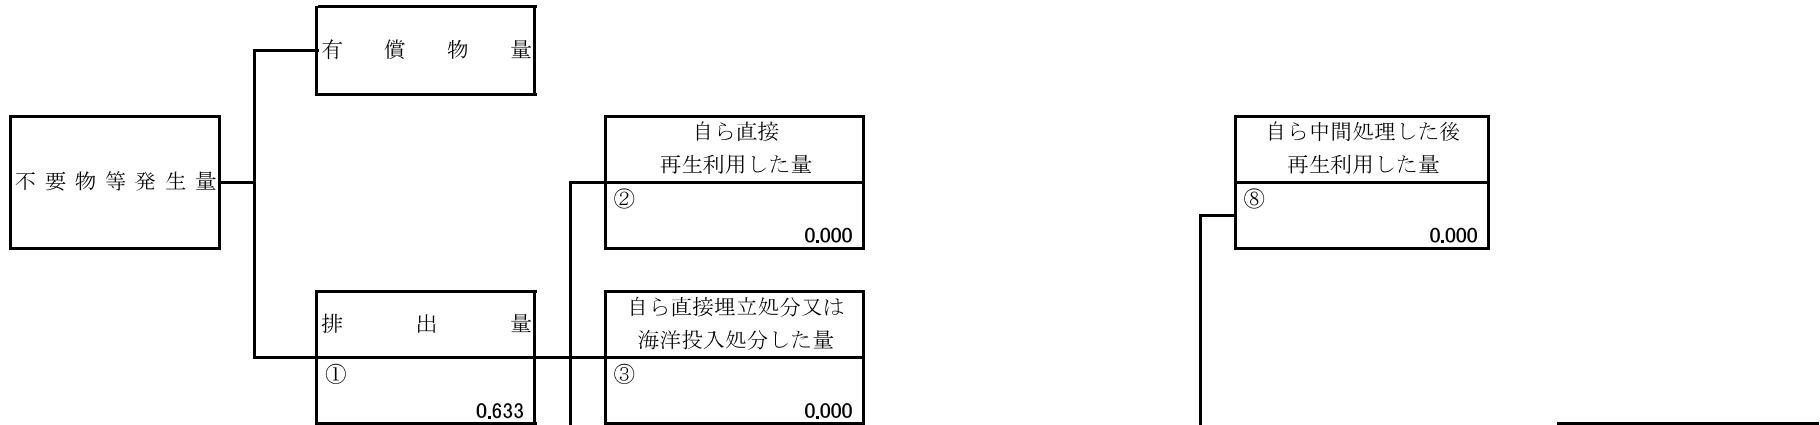 有償物量
不要物等発生量
自ら直接
再生利用した量
②
0.000
自ら中間処理した後
再生利用した量
⑧
0.000
排出量
①
0.633
自ら直接埋立処分又は
海洋投入処分した量
③
0.000